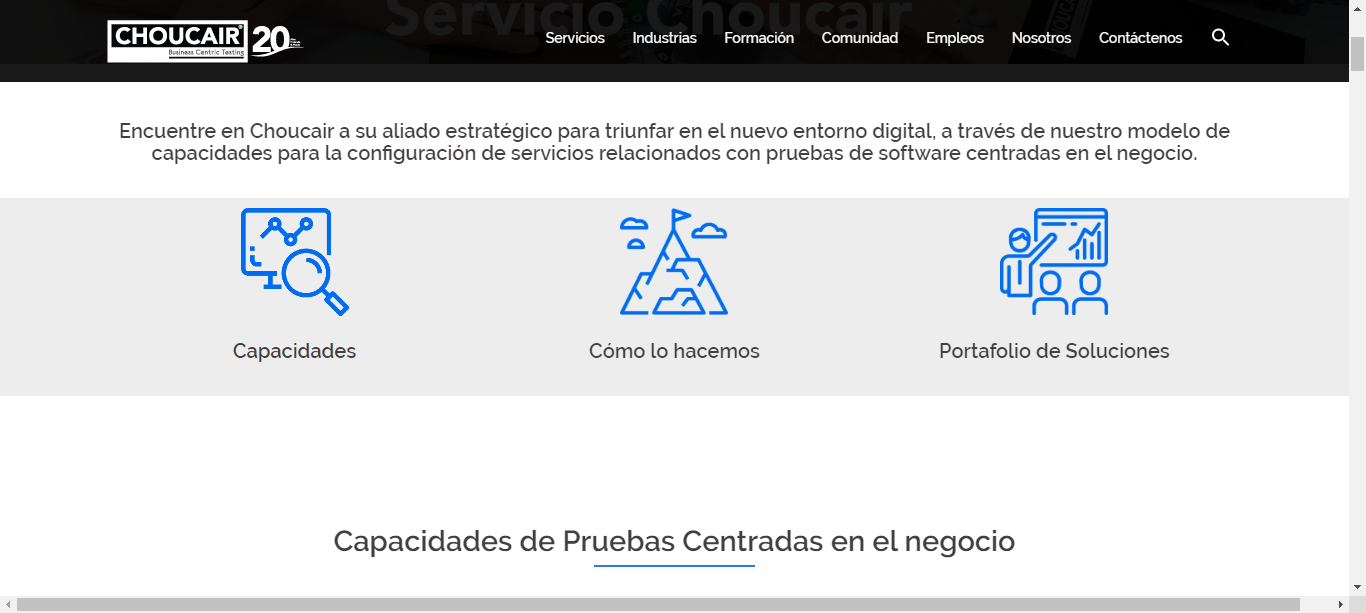 Servicio Choucair
CHOUCAIR®
Business Centric Testing
20
Servicios Industrias Formación Comunidad Empleos Nosotros Contáctenos
Encuentre en Choucair a su aliado estratégico para triunfar en el nuevo entorno digital, a través de nuestro modelo de
capacidades para la configuración de servicios relacionados con pruebas de software centradas en el negocio.
Capacidades Cómo lo hacemos Portafolio de Soluciones
Capacidades de Pruebas Centradas en el negocio